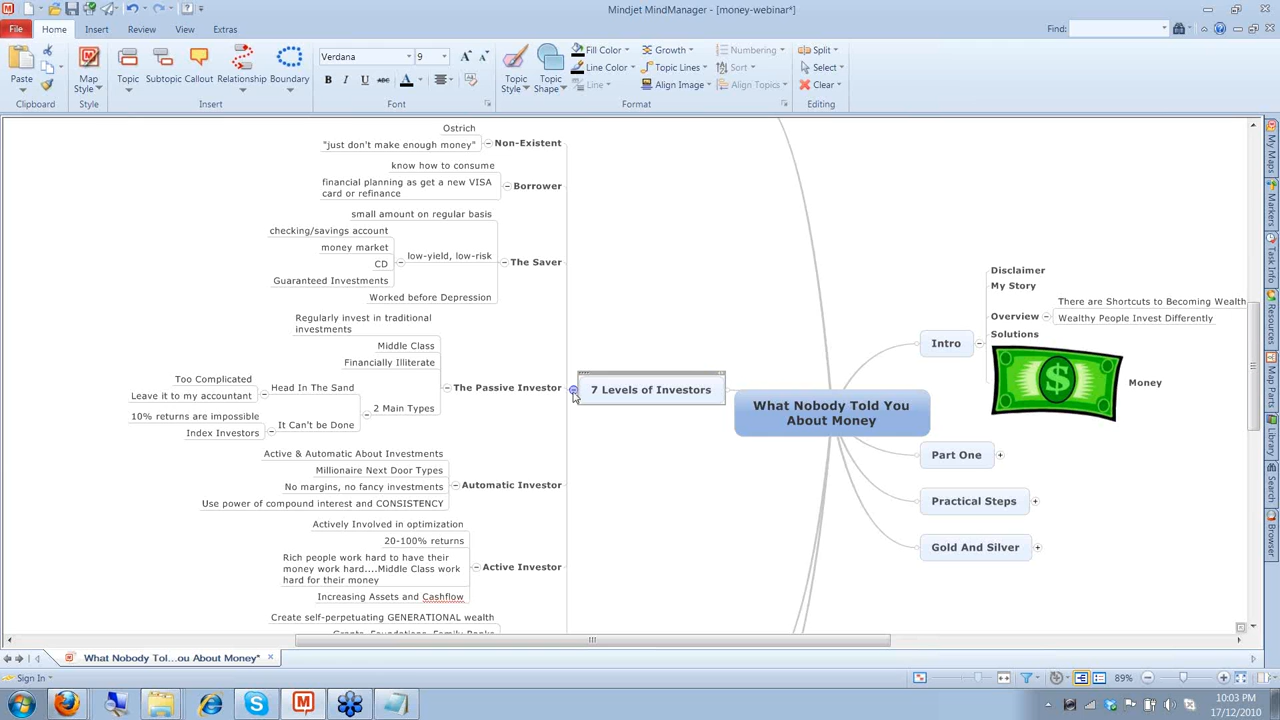 Mindjet MindManager - [money-webinar*]
File
Home
Insert
Review
View
Extras
Find:
Paste
Map
Style
Topic
Subtopic
Callout
Relationship
Boundary
Verdana
9
B I U abc A
Topic
Style
Topic
Shape
Fill Color
Line Color
Line
Growth
Topic Lines
Align Image
Numbering
Sort
Align Topics
Split
Select
Clear
Clipboard
Style
Insert
Font
Format
Editing
Ostrich
"just don't make enough money"
Non-Existent
know how to consume
financial planning as get a new VISA
card or refinance
Borrower
small amount on regular basis
checking/savings account
money market
CD
Guaranteed Investments
low-yield, low-risk
Worked before Depression
The Saver
Regularly invest in traditional
investments
Middle Class
Financially Illiterate
Too Complicated
Leave it to my accountant
Head In The Sand
10% returns are impossible
Index Investors
It Can't be Done
2 Main Types
The Passive Investor
Active & Automatic About Investments
Millionaire Next Door Types
No margins, no fancy investments
Use power of compound interest and CONSISTENCY
Automatic Investor
Actively Involved in optimization
20-100% returns
Rich people work hard to have their
money work hard....Middle Class work
hard for their money
Increasing Assets and Cashflow
Active Investor
Create self-perpetuating GENERATIONAL wealth
Grants, Foundations, Family Banks
7 Levels of Investors
What Nobody Told You
About Money
Intro
Disclaimer
My Story
Overview
There are Shortcuts to Becoming Wealth
Wealthy People Invest Differently
Solutions
Money
Part One
Practical Steps
Gold And Silver
My Maps
Markers
Task Info
Resources
Map Parts
Library
Search
Browser
What Nobody Tol...ou About Money*
Sign In
89%
10:03 PM
17/12/2010